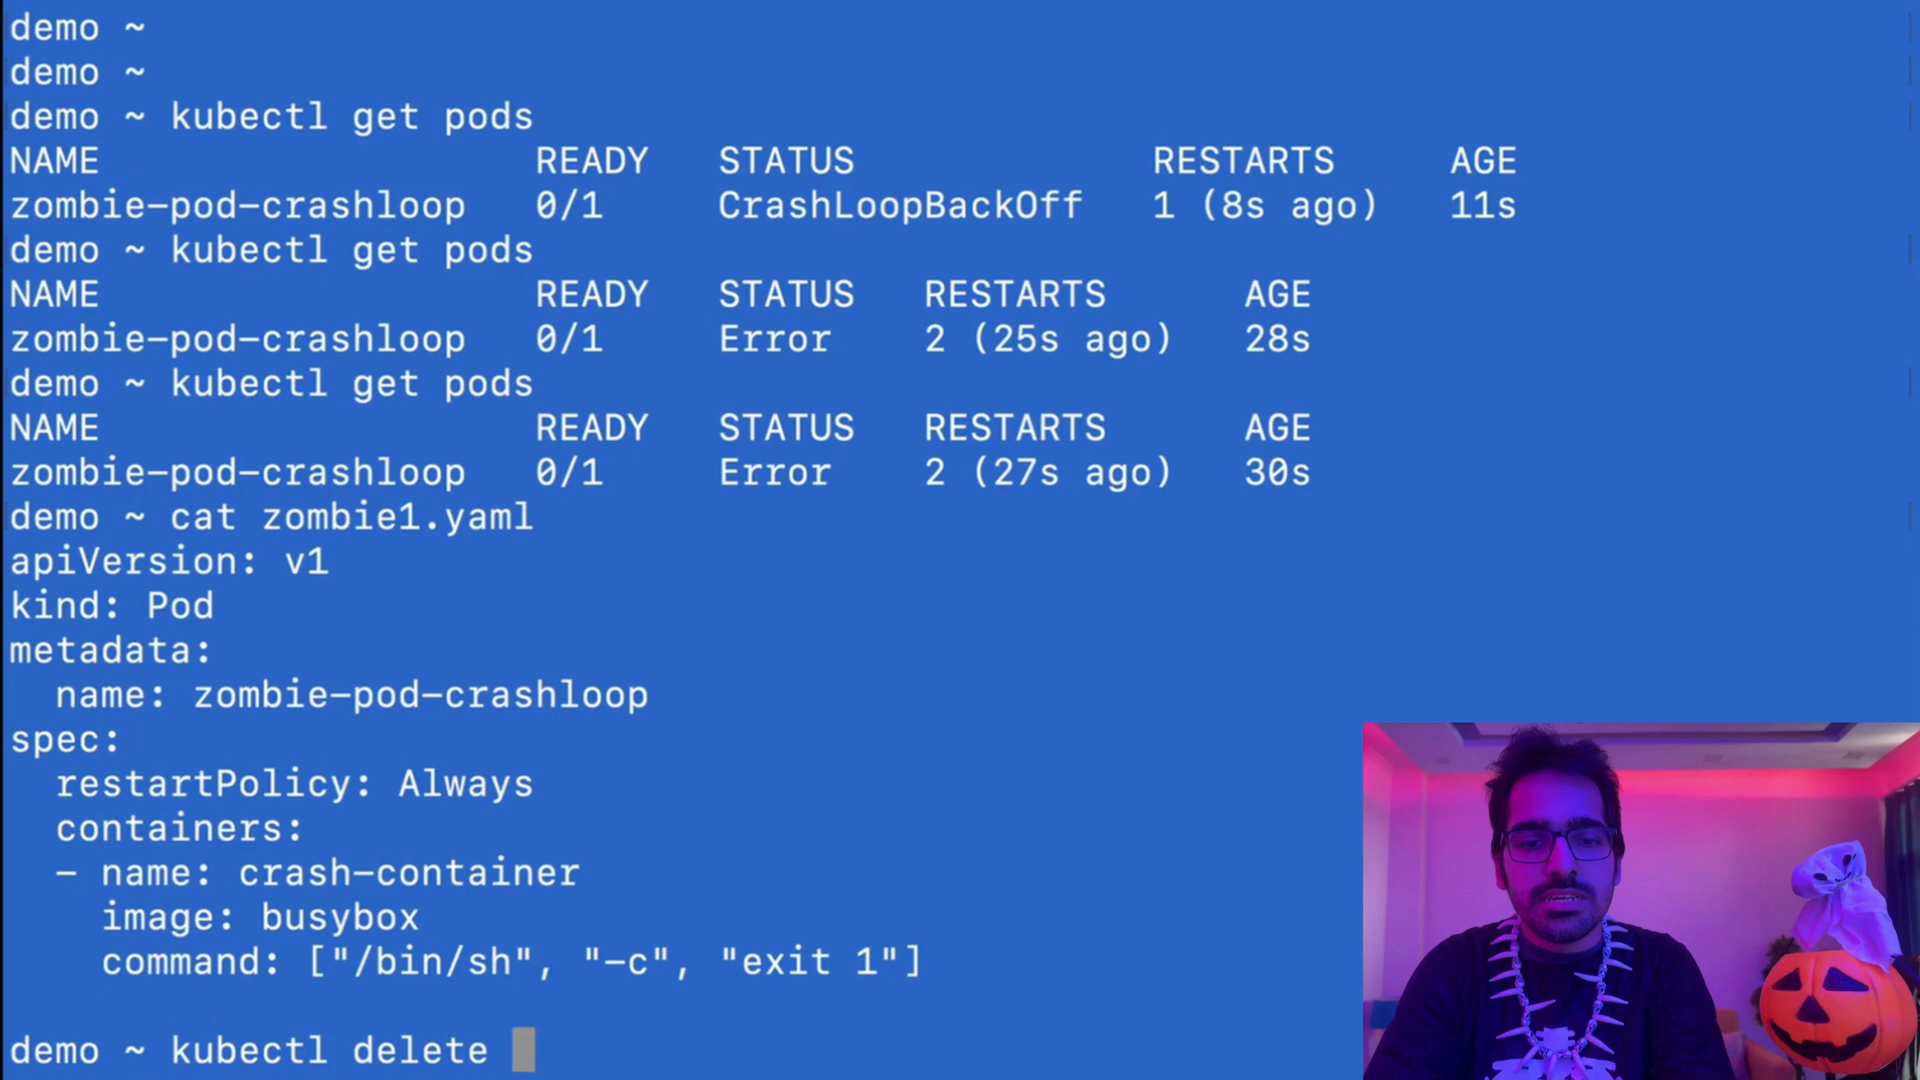 demo ~
demo ~
demo ~ kubectl get pods
NAME READY STATUS RESTARTS AGE
zombie-pod-crashloop 0/1 CrashLoopBackOff 1 (8s ago) 11s
demo ~ kubectl get pods
NAME READY STATUS RESTARTS AGE
zombie-pod-crashloop 0/1 Error 2 (25s ago) 28s
demo ~ kubectl get pods
NAME READY STATUS RESTARTS AGE
zombie-pod-crashloop 0/1 Error 2 (27s ago) 30s
demo ~ cat zombie1.yaml
apiVersion: v1
kind: Pod
metadata:
  name: zombie-pod-crashloop
spec:
  restartPolicy: Always
  containers:
  - name: crash-container
    image: busybox
    command: ["/bin/sh", "-c", "exit 1"]
demo ~ kubectl delete